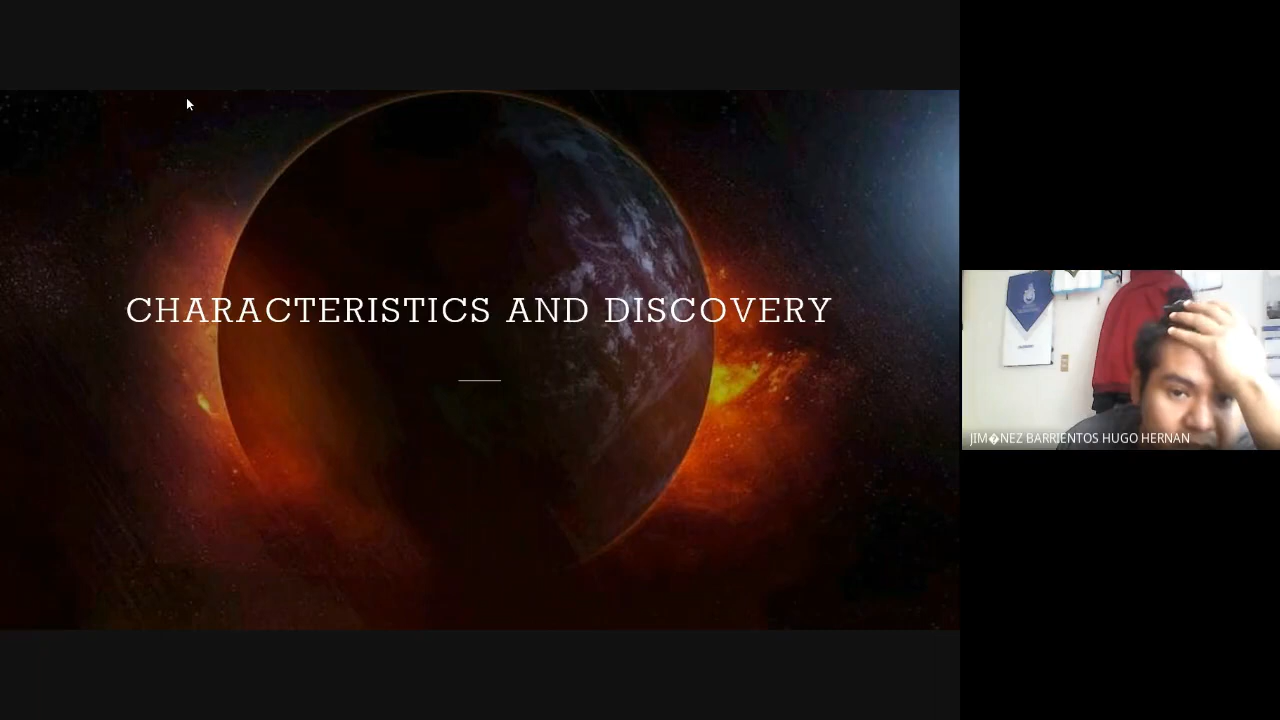 CHARACTERISTICS AND DISCOVERY
JIM�NEZ BARRIENTOS HUGO HERNAN